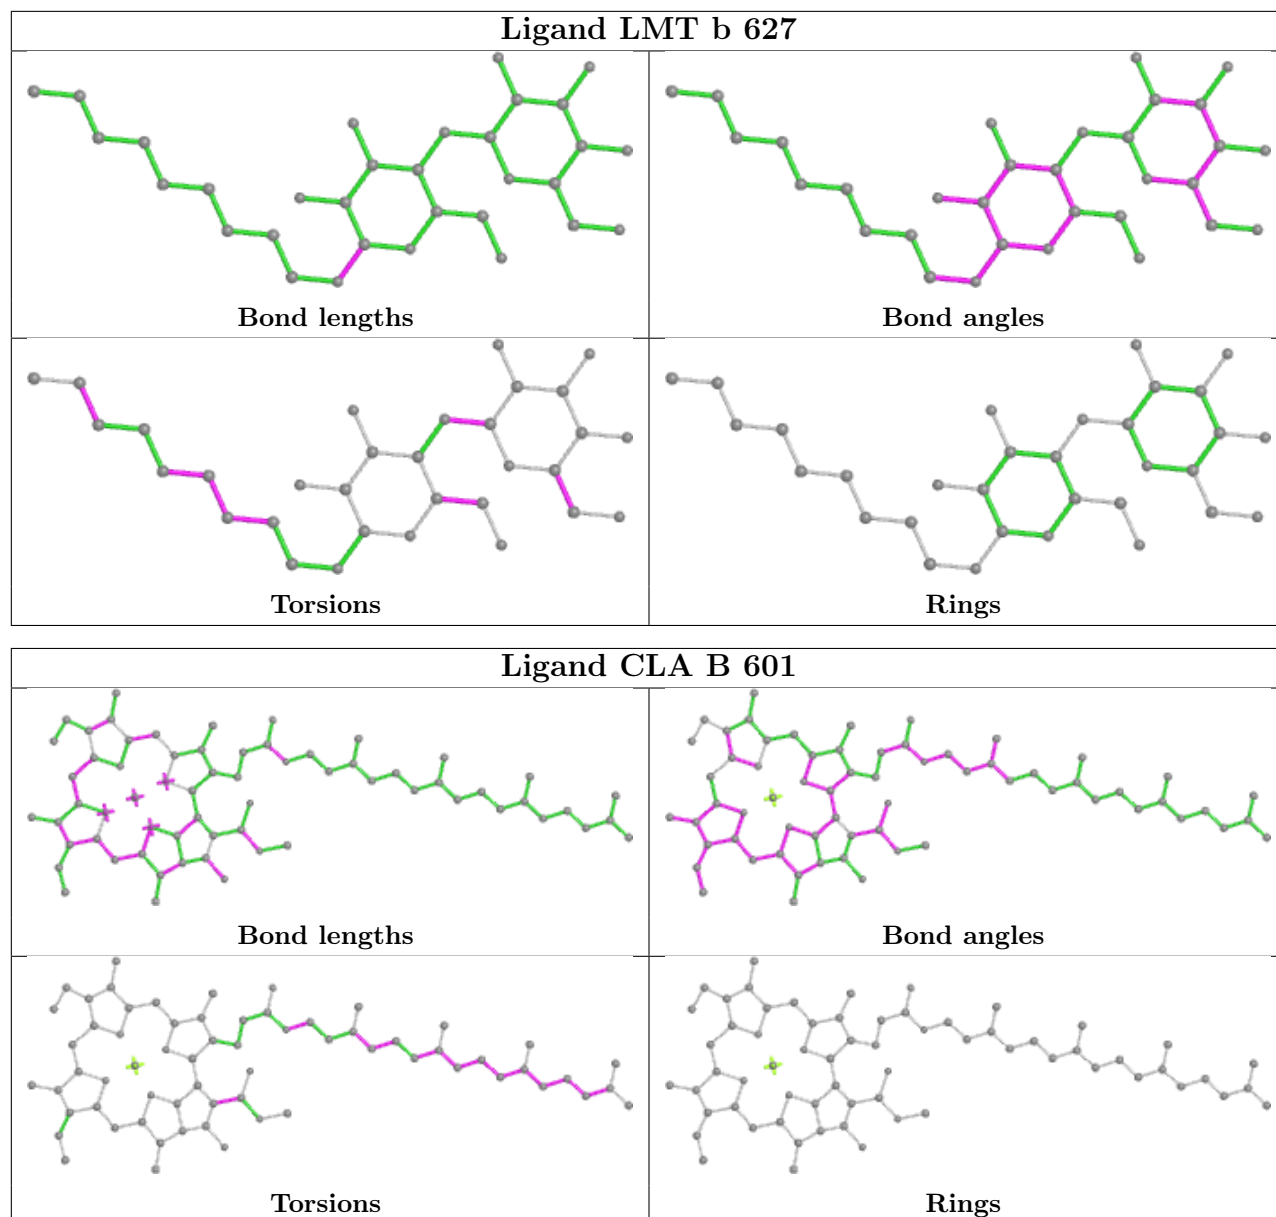 Ligand LMT b 627
Bond lengths
Bond angles
Torsions
Rings
Ligand CLA B 601
Bond lengths
Bond angles
Torsions
Rings